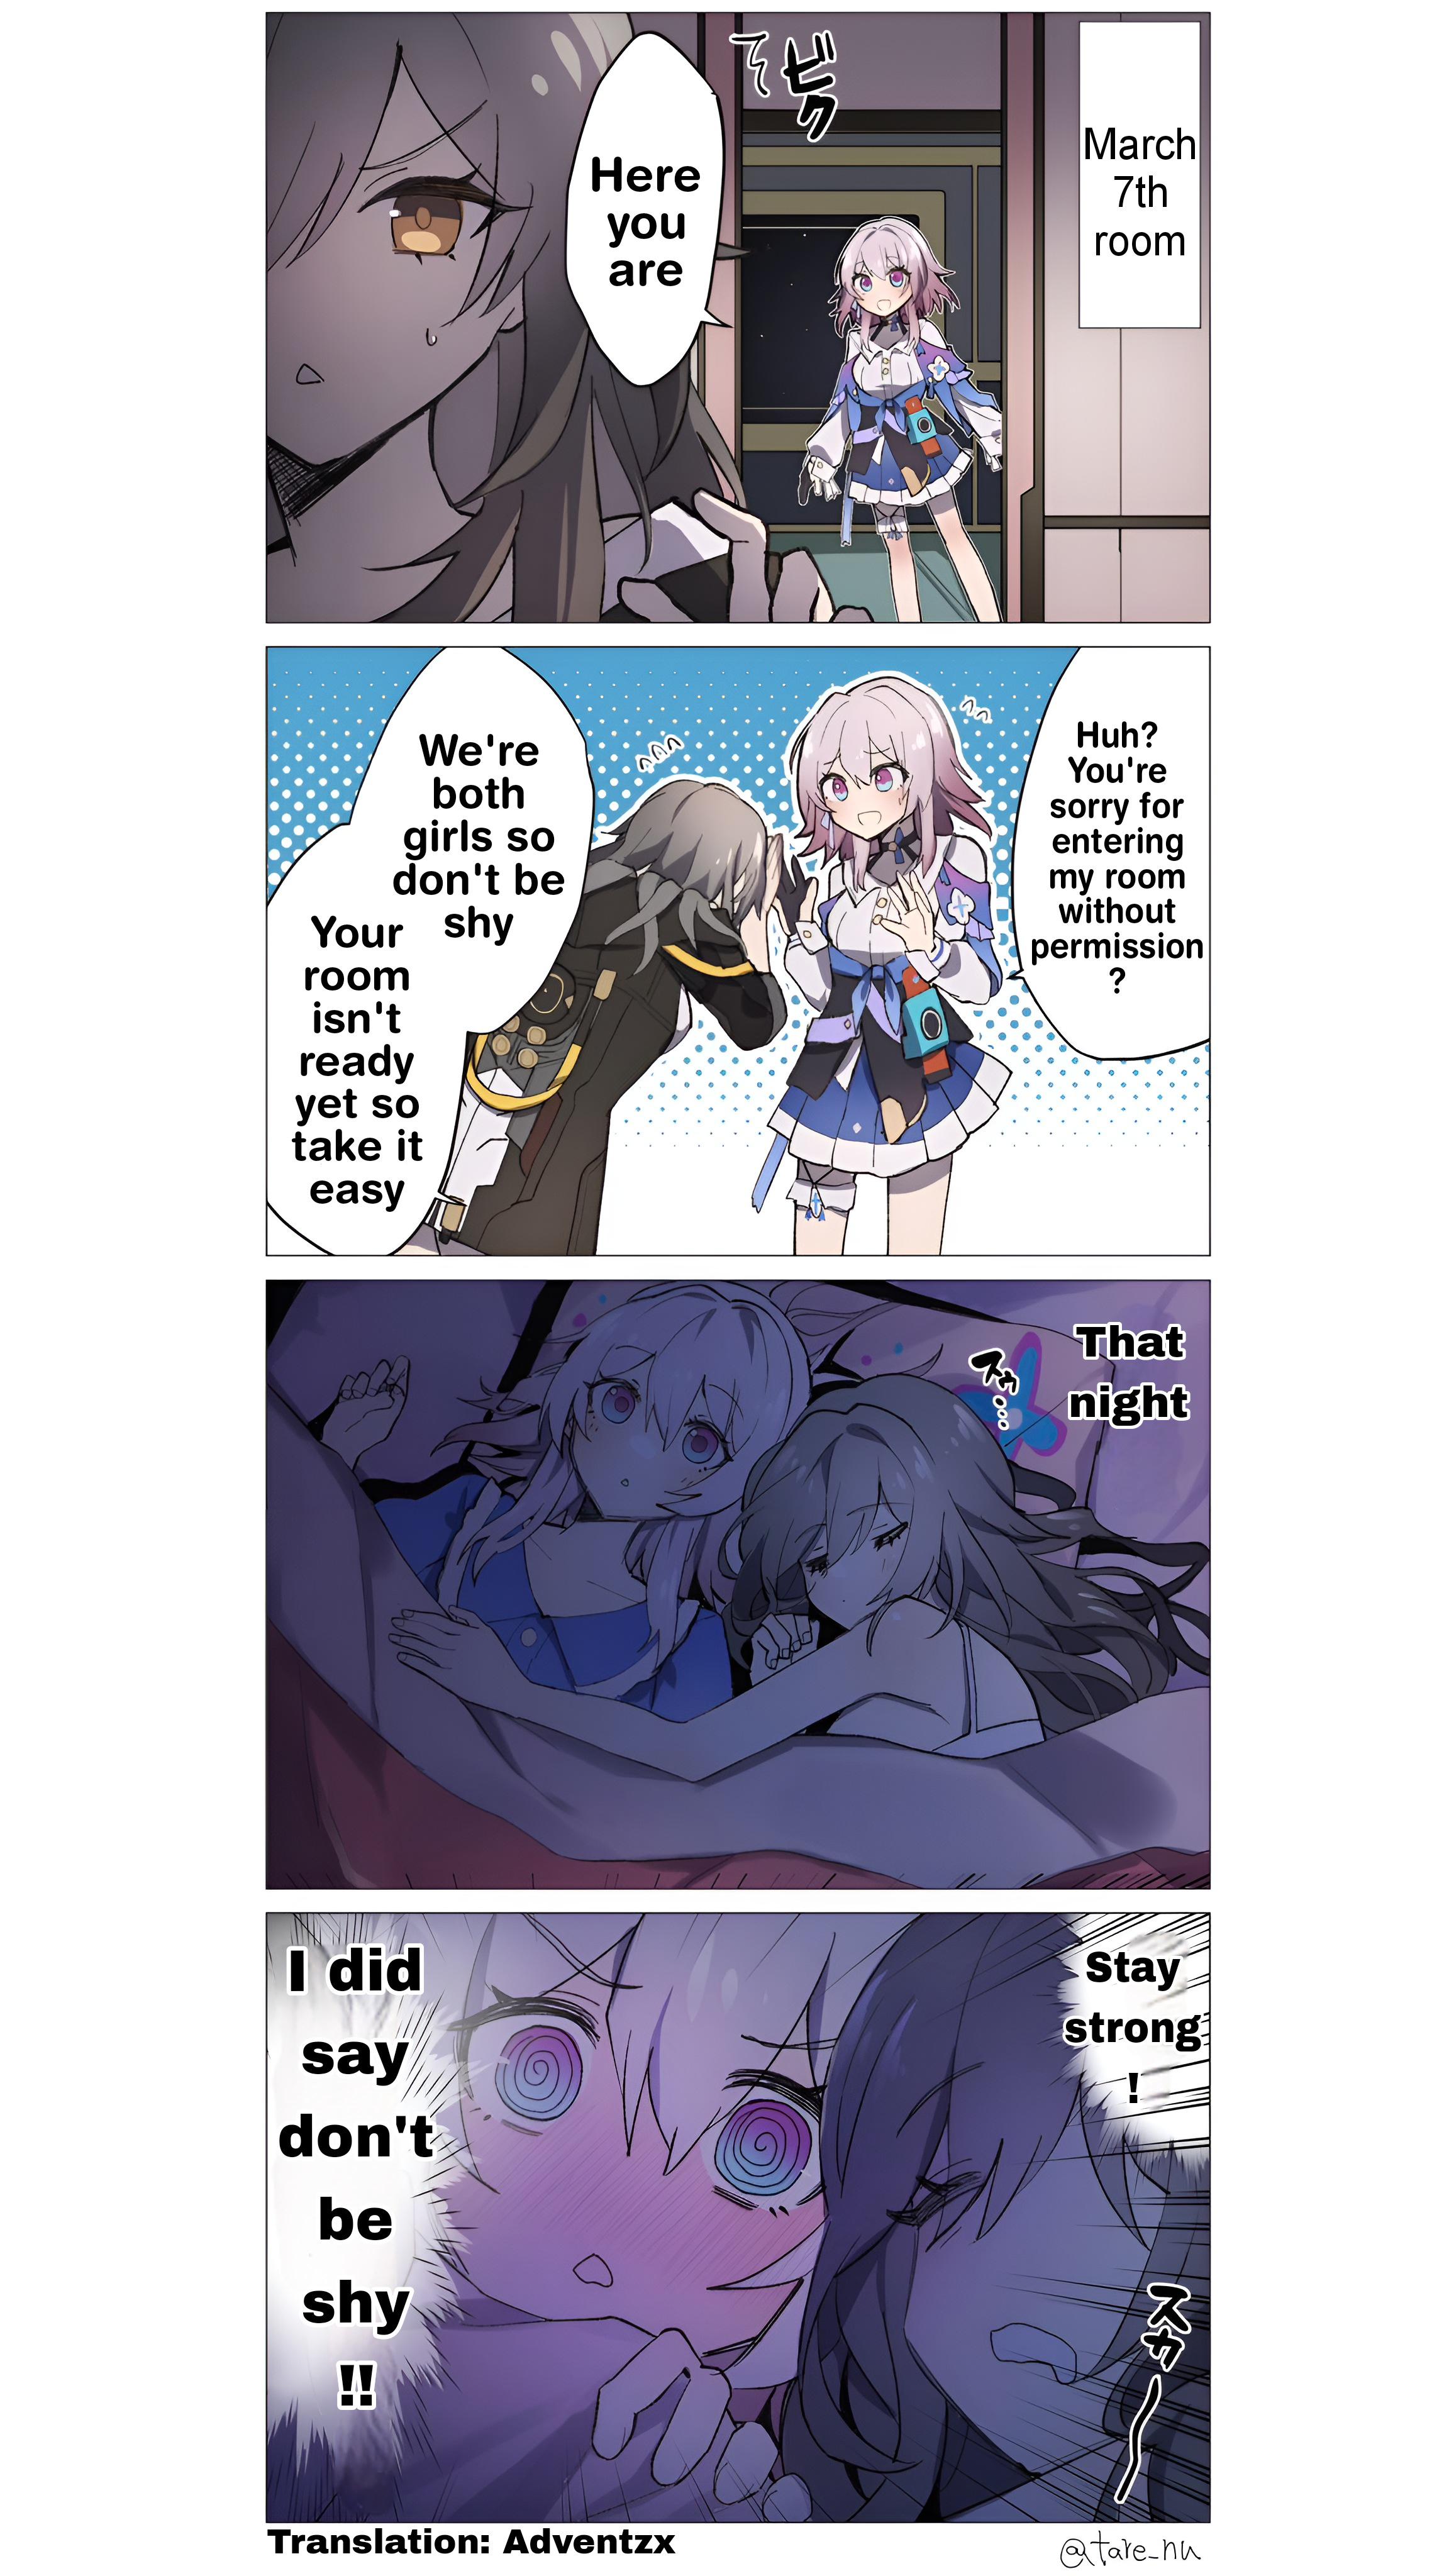 March
7th
room
ビク
Here
you
are
Huh?
You're
sorry for
entering
my room
without
permission
?
We're
both
girls so
don't be
shy
Your
room
isn't
ready
yet so
take it
easy
That
night
スゥ…
Stay
strong
!
I did
say
don't
be
shy
!!
スカー
Translation: Adventzx
@tare_nu